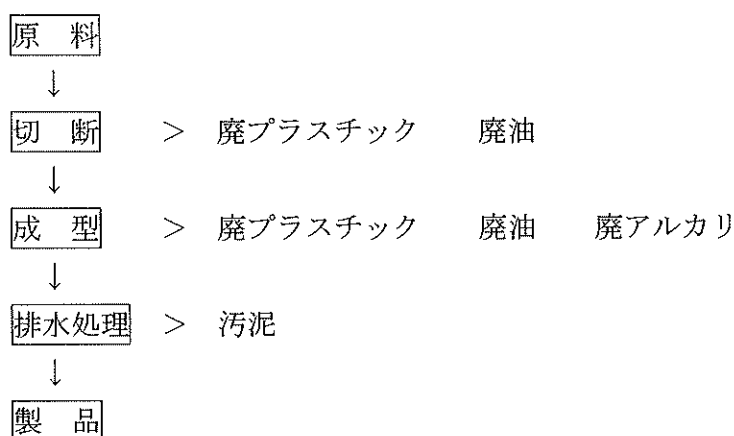 原　料
↓
切　断　＞　廃プラスチック　廃油
↓
成　型　＞　廃プラスチック　廃油　廃アルカリ
↓
排水処理　＞　汚泥
↓
製　品